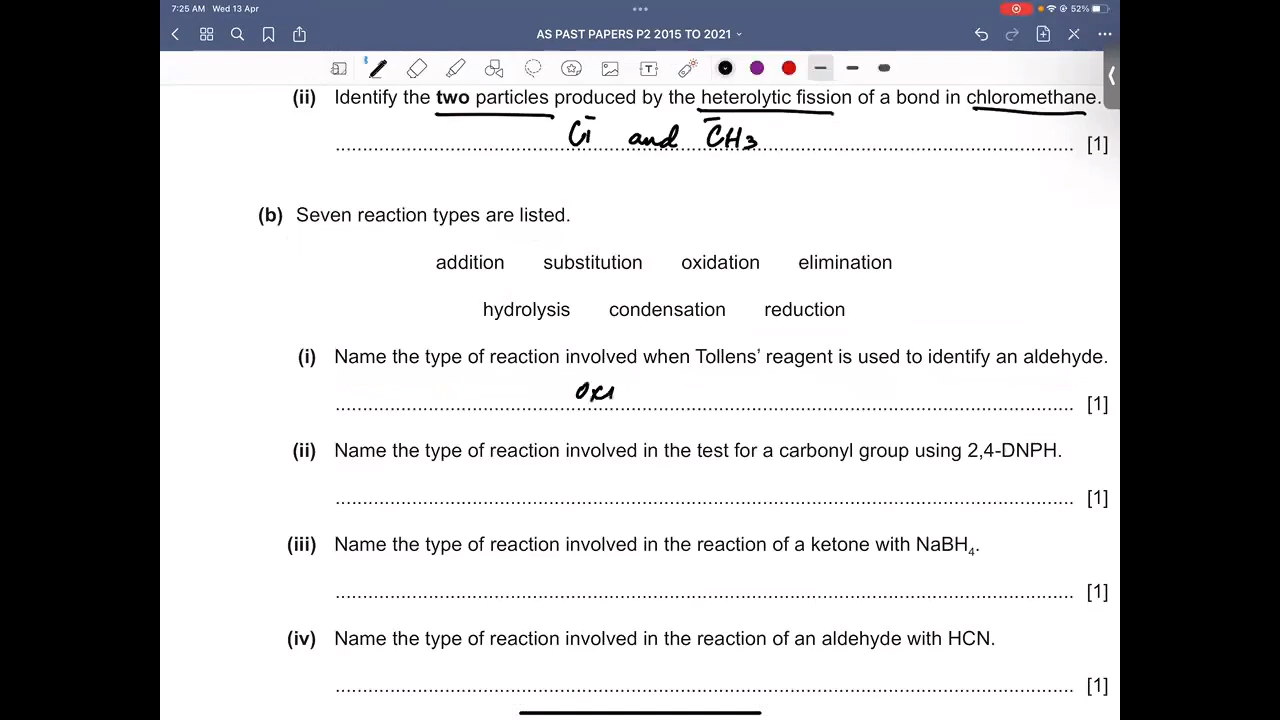 7:25 AM Wed 13 Apr
52%
AS PAST PAPERS P2 2015 TO 2021
(ii) Identify the two particles produced by the heterolytic fission of a bond in chloromethane.
Cl⁻ and C̄H3 [1]
(b) Seven reaction types are listed.
addition substitution oxidation elimination
hydrolysis condensation reduction
(i) Name the type of reaction involved when Tollens' reagent is used to identify an aldehyde.
Oxi [1]
(ii) Name the type of reaction involved in the test for a carbonyl group using 2,4-DNPH.
[1]
(iii) Name the type of reaction involved in the reaction of a ketone with NaBH₄.
[1]
(iv) Name the type of reaction involved in the reaction of an aldehyde with HCN.
[1]